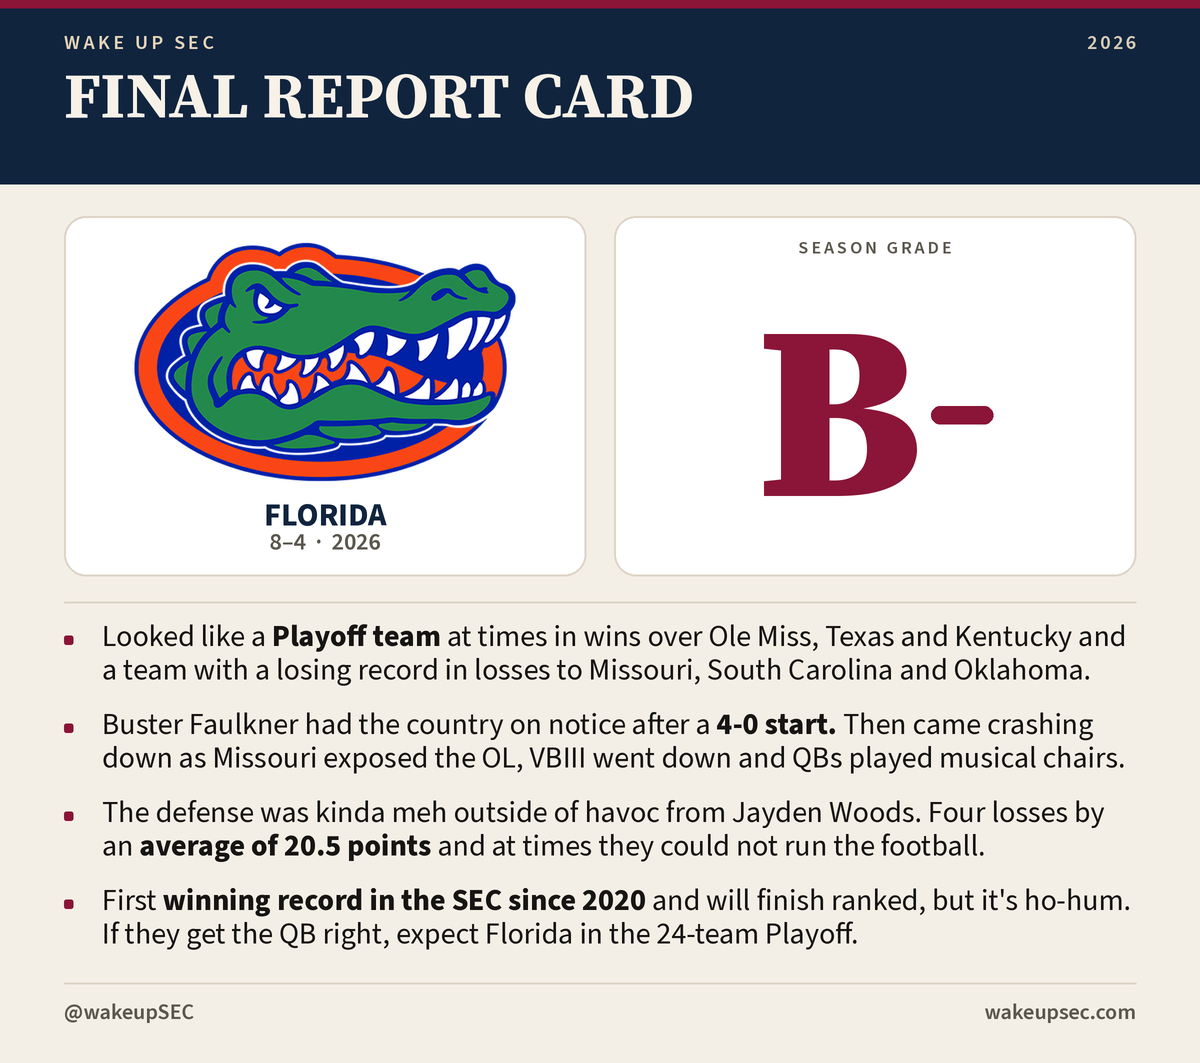 WAKE UP SEC
2026
FINAL REPORT CARD
FLORIDA
8–4 · 2026
SEASON GRADE
B-
Looked like a Playoff team at times in wins over Ole Miss, Texas and Kentucky and
a team with a losing record in losses to Missouri, South Carolina and Oklahoma.
Buster Faulkner had the country on notice after a 4-0 start. Then came crashing
down as Missouri exposed the OL, VBIII went down and QBs played musical chairs.
The defense was kinda meh outside of havoc from Jayden Woods. Four losses by
an average of 20.5 points and at times they could not run the football.
First winning record in the SEC since 2020 and will finish ranked, but it's ho-hum.
If they get the QB right, expect Florida in the 24-team Playoff.
@wakeupSEC
wakeupsec.com